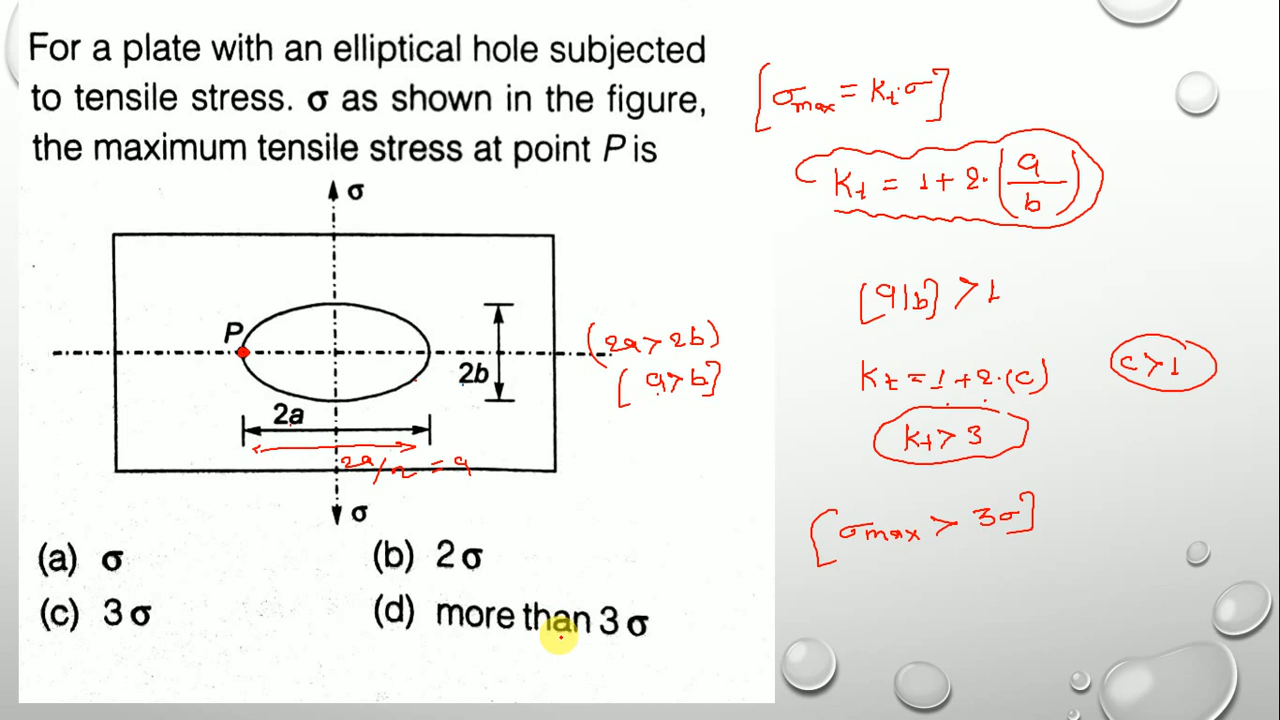 For a plate with an elliptical hole subjected
to tensile stress. σ as shown in the figure,
the maximum tensile stress at point P is
σ
P
2b
2a
2a/2 = a
σ
(2a > 2b)
[a > b]
(a) σ
(b) 2σ
(c) 3σ
(d) more than 3σ
[σmax = Kt·σ]
Kt = 1 + 2·(a/b)
[a/b] > 1
Kt = 1 + 2·(c)
c > 1
Kt > 3
[σmax > 3σ]